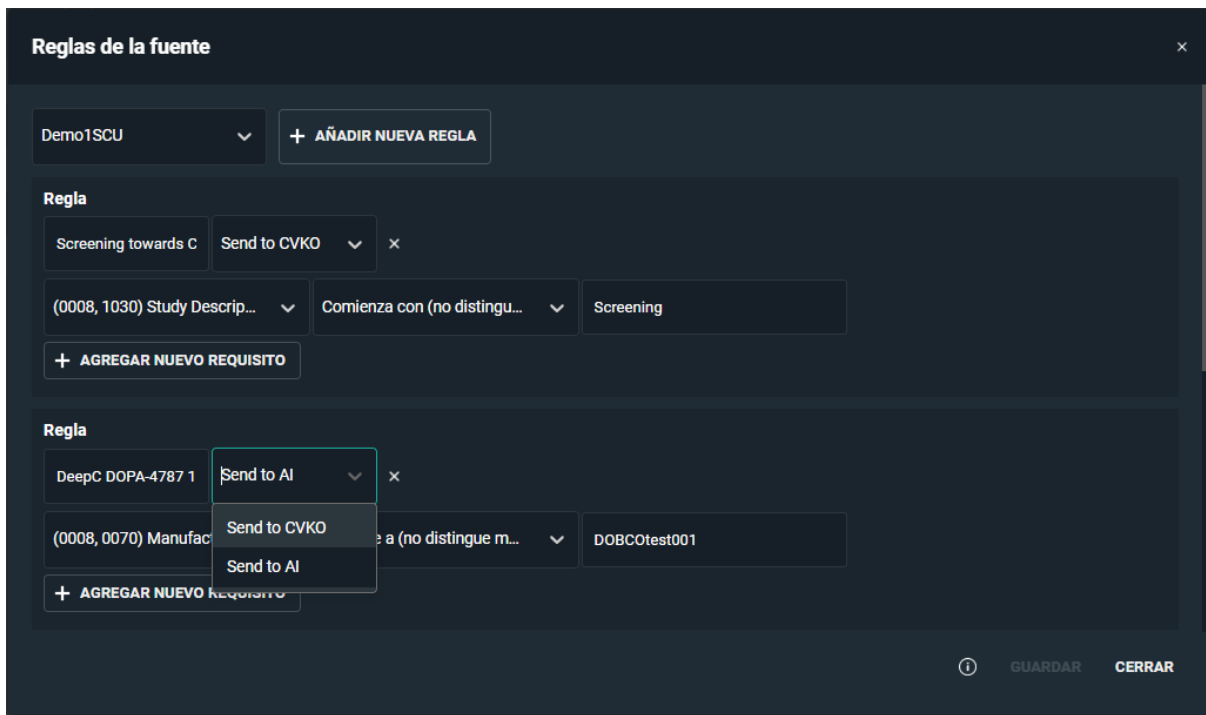 Reglas de la fuente
Demo1SCU
AÑADIR NUEVA REGLA
Regla
Screening towards C
Send to CVKO
(0008, 1030) Study Descrip...
Comienza con (no distingu...
Screening
AGREGAR NUEVO REQUISITO
Regla
DeepC DOPA-4787 1
Send to AI
(0008, 0070) Manufac
Send to CVKO
e a (no distingue m...
DOBCOtest001
Send to AI
AGREGAR NUEVO REQUISITO
GUARDAR
CERRAR